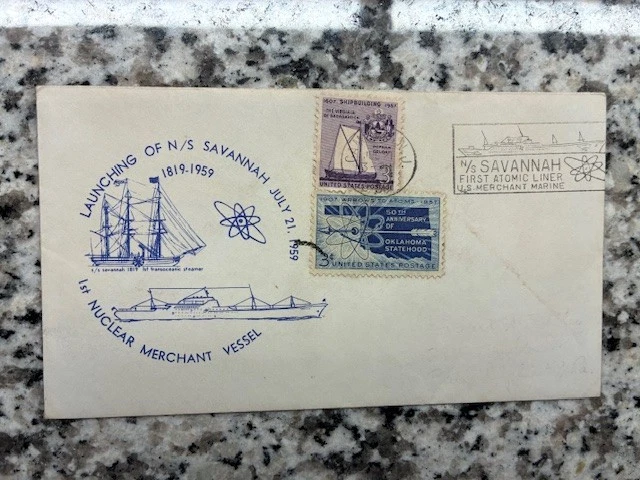 LAUNCHING OF N/S SAVANNAH JULY 21, 1959
1819-1959
s/s savannah 1819 1st transoceanic steamer
1st NUCLEAR MERCHANT VESSEL
1607 SHIPBUILDING 1957
THE VIRGINIA
OF SAGADAHOCK
3¢
UNITED STATES POSTAGE
1907 ARROWS TO ATOMS 1957
50TH
ANNIVERSARY
OF
OKLAHOMA
STATEHOOD
3¢
UNITED STATES POSTAGE
N/S SAVANNAH
FIRST ATOMIC LINER
U.S. MERCHANT MARINE